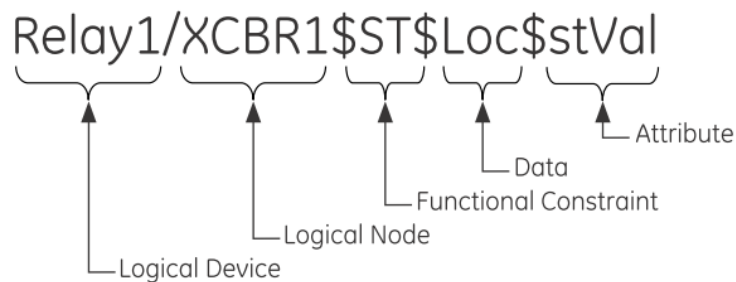 Relay1/XCBR1$ST$Loc$stVal
Attribute
Data
Functional Constraint
Logical Node
Logical Device